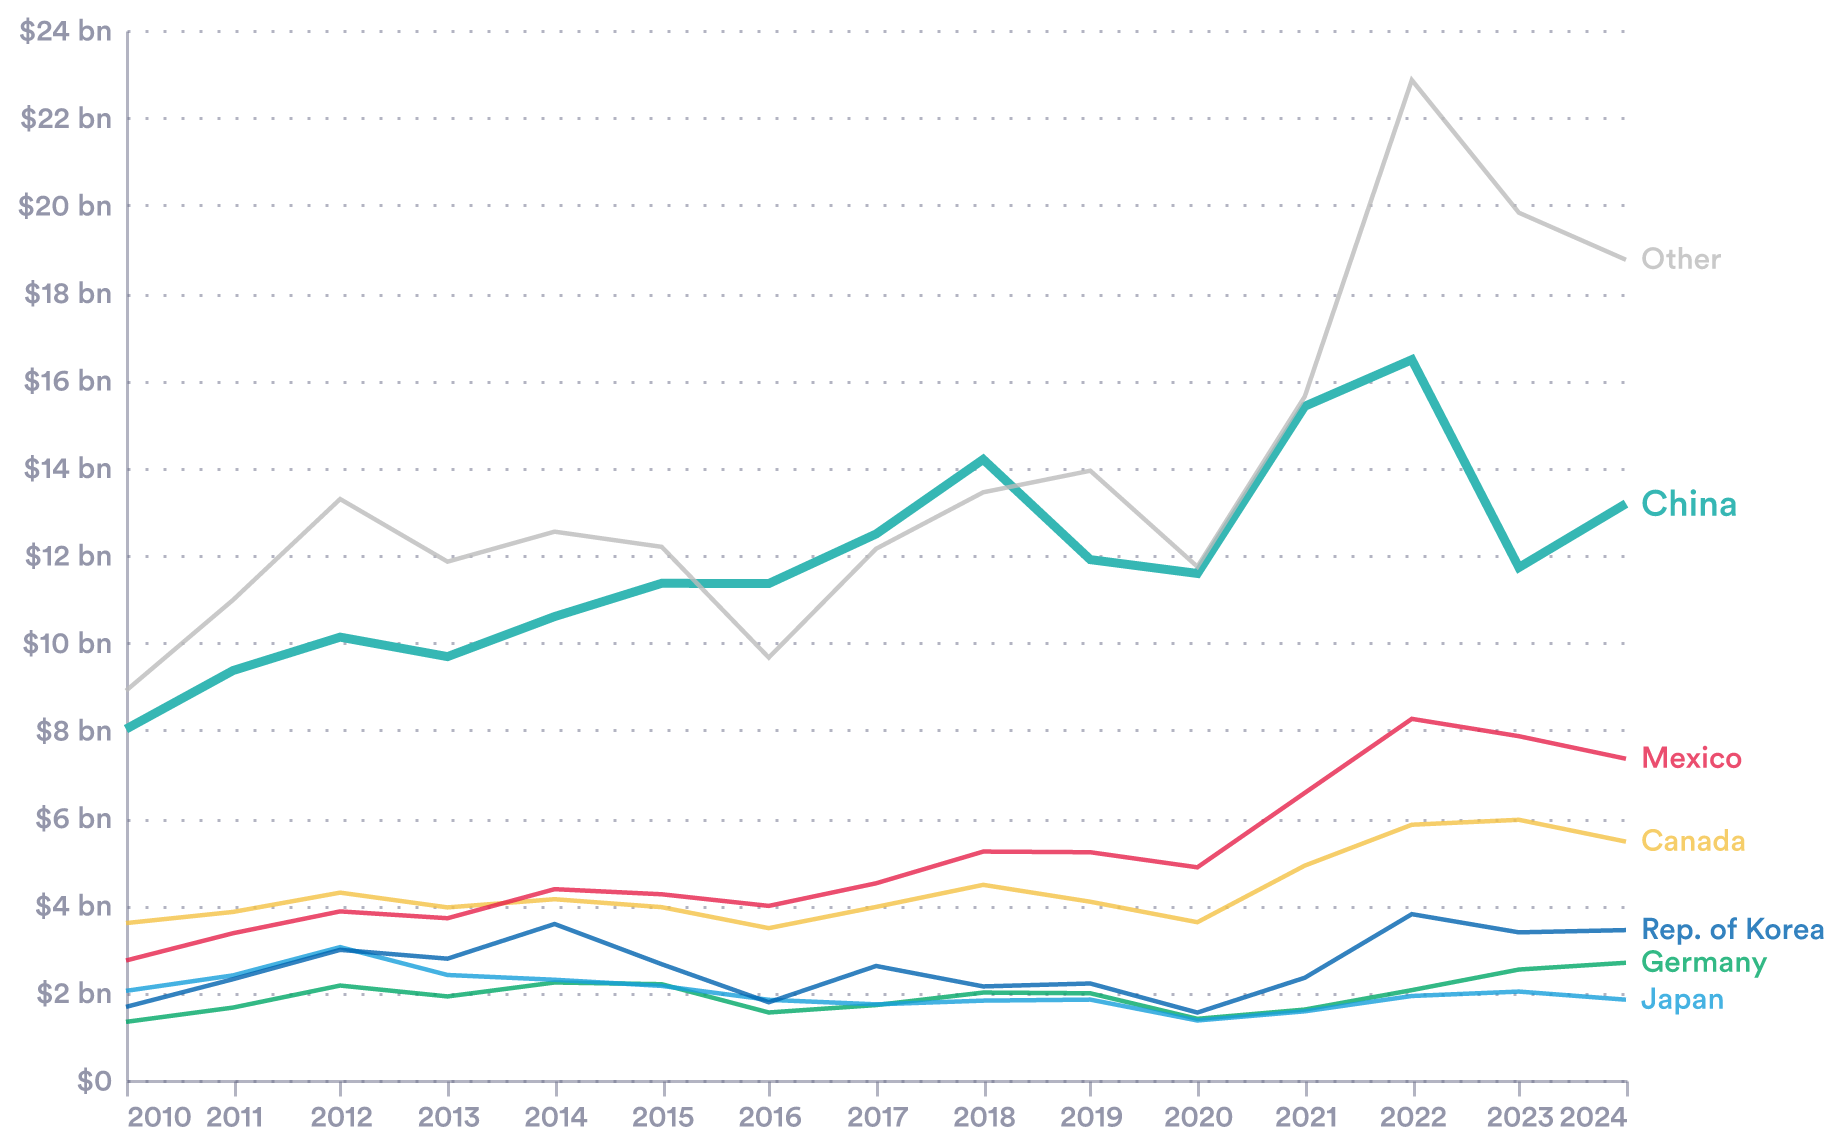 $24 bn
$22 bn
$20 bn
$18 bn
$16 bn
$14 bn
$12 bn
$10 bn
$8 bn
$6 bn
$4 bn
$2 bn
$0
Other
China
Mexico
Canada
Rep. of Korea
Germany
Japan
2010 2011 2012 2013 2014 2015 2016 2017 2018 2019 2020 2021 2022 2023 2024